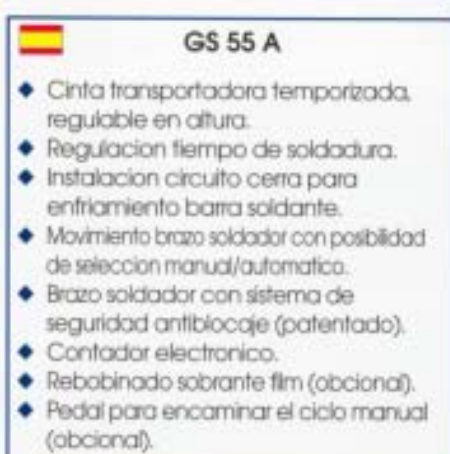 GS 55 A
◆ Cinta transportadora temporizada,
regulable en altura.
◆ Regulacion tiempo de soldadura.
◆ Instalacion circuito cerra para
enfriamiento barra soldante.
◆ Movimiento brazo soldador con posibilidad
de seleccion manual/automatico.
◆ Brazo soldador con sistema de
seguridad antiblocaje (patentado).
◆ Contador electronico.
◆ Rebobinado sobrante film (obcional).
◆ Pedal para encaminar el ciclo manual
(obcional).